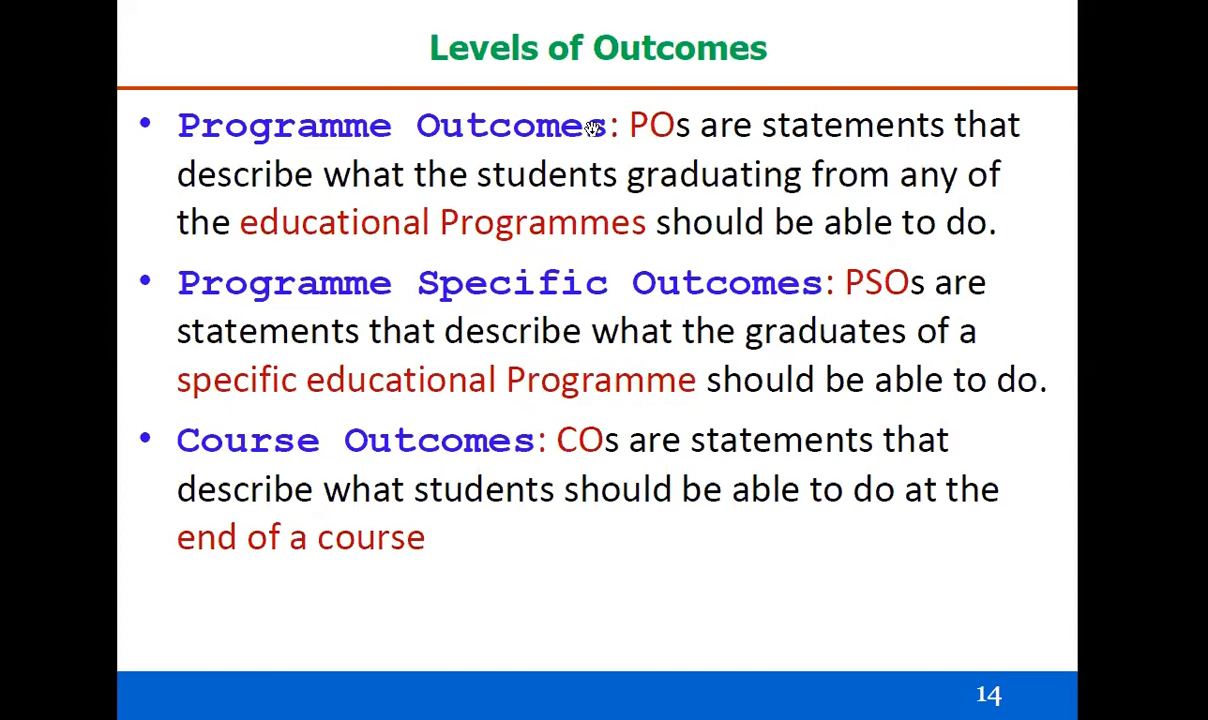 Levels of Outcomes
• Programme Outcomes: POs are statements that
describe what the students graduating from any of
the educational Programmes should be able to do.
• Programme Specific Outcomes: PSOs are
statements that describe what the graduates of a
specific educational Programme should be able to do.
• Course Outcomes: COs are statements that
describe what students should be able to do at the
end of a course
14